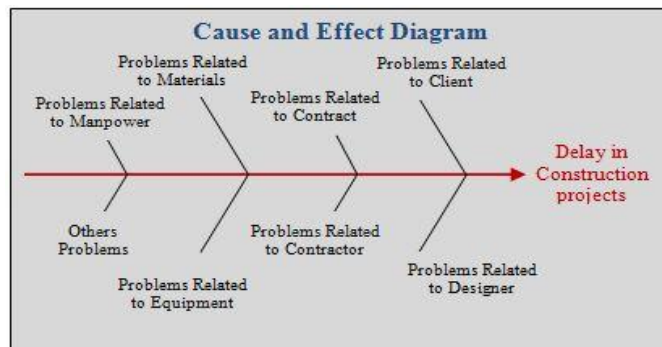 Cause and Effect Diagram
Problems Related
to Materials
Problems Related
to Client
Problems Related
to Manpower
Problems Related
to Contract
Delay in
Construction
projects
Others
Problems
Problems Related
to Contractor
Problems Related
to Equipment
Problems Related
to Designer